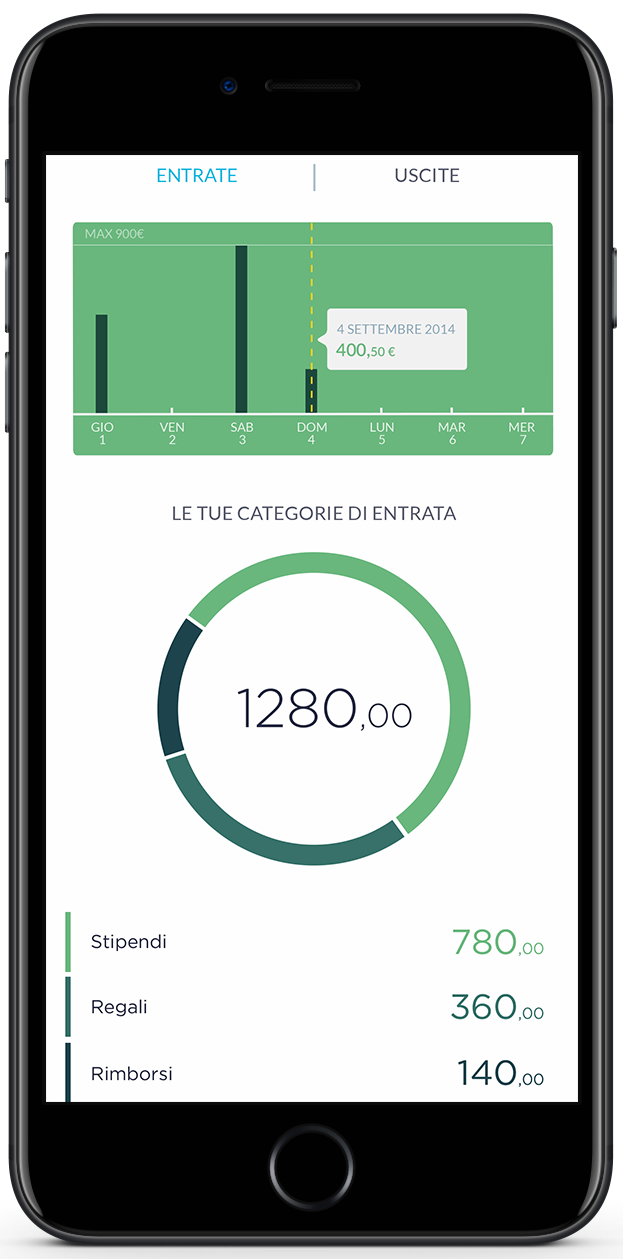 ENTRATE | USCITE
MAX 900€
4 SETTEMBRE 2014
400,50 €
GIO VEN SAB DOM LUN MAR MER
1 2 3 4 5 6 7
LE TUE CATEGORIE DI ENTRATA
1280,00
Stipendi 780,00
Regali 360,00
Rimborsi 140,00